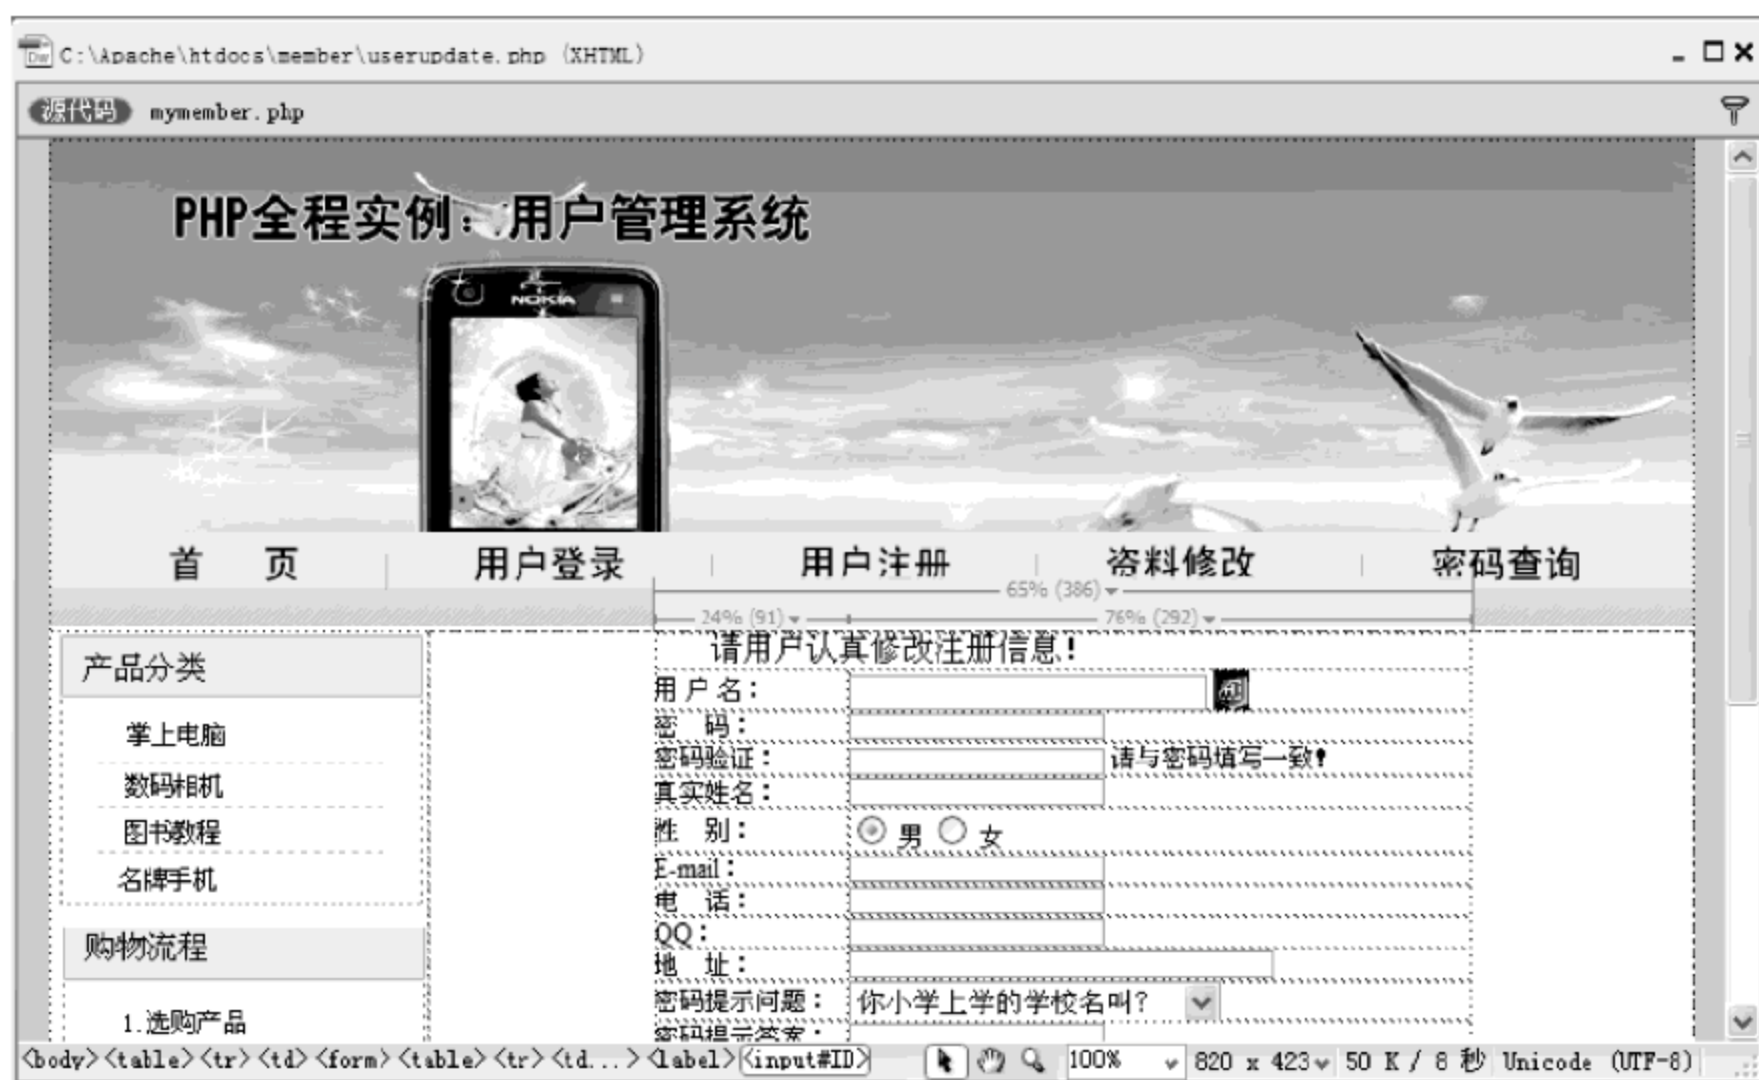 C:\Apache\htdocs\member\userupdate.php (XHTML)
源代码 mymember.php
PHP全程实例：用户管理系统
NOKIA
首 页 用户登录 用户注册 资料修改 密码查询
65% (386)
24% (91) 76% (292)
请用户认真修改注册信息！
产品分类
用 户 名：
密 码：
掌上电脑
密码验证： 请与密码填写一致！
数码相机
真实姓名：
图书教程
性 别： 男 女
E-mail：
名牌手机
电 话：
QQ：
购物流程
地 址：
密码提示问题： 你小学上学的学校名叫？
1.选购产品
密码提示答案：
<body><table><tr><td><form><table><tr><td...><label><input#ID> 100% 820 x 423 50 K / 8 秒 Unicode (UTF-8)